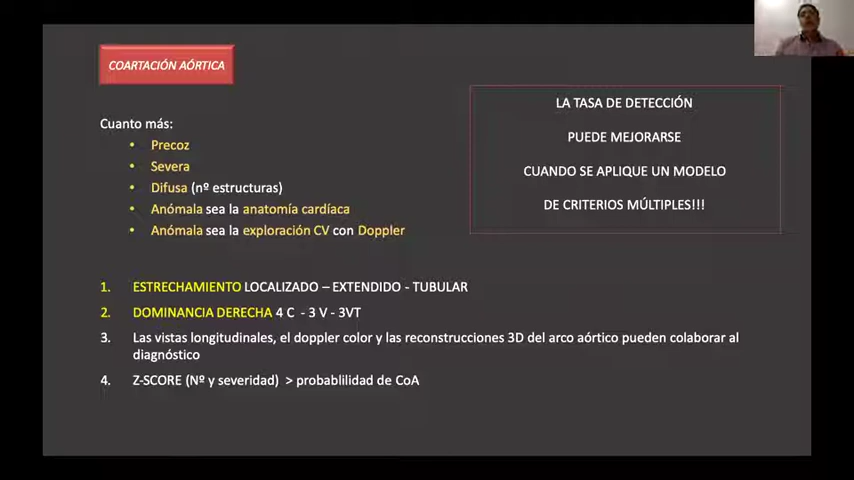 COARTACIÓN AÓRTICA
Cuanto más:
• Precoz
• Severa
• Difusa (nº estructuras)
• Anómala sea la anatomía cardíaca
• Anómala sea la exploración CV con Doppler
LA TASA DE DETECCIÓN
PUEDE MEJORARSE
CUANDO SE APLIQUE UN MODELO
DE CRITERIOS MÚLTIPLES!!!
1. ESTRECHAMIENTO LOCALIZADO – EXTENDIDO - TUBULAR
2. DOMINANCIA DERECHA 4 C - 3 V - 3VT
3. Las vistas longitudinales, el doppler color y las reconstrucciones 3D del arco aórtico pueden colaborar al
diagnóstico
4. Z-SCORE (Nº y severidad) > probablilidad de CoA